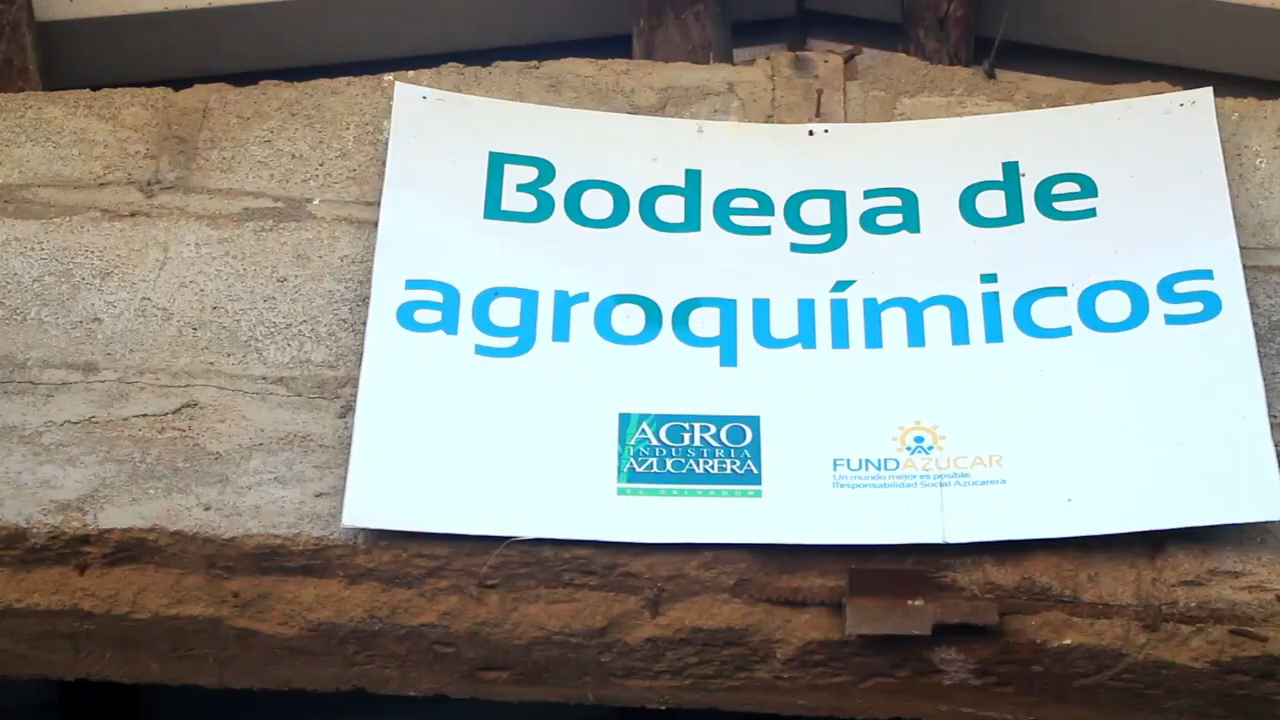 Bodega de
agroquímicos
AGRO
INDUSTRIA
AZUCARERA
EL SALVADOR
FUNDAZUCAR
Un mundo mejor es posible:
Responsabilidad Social Azucarera